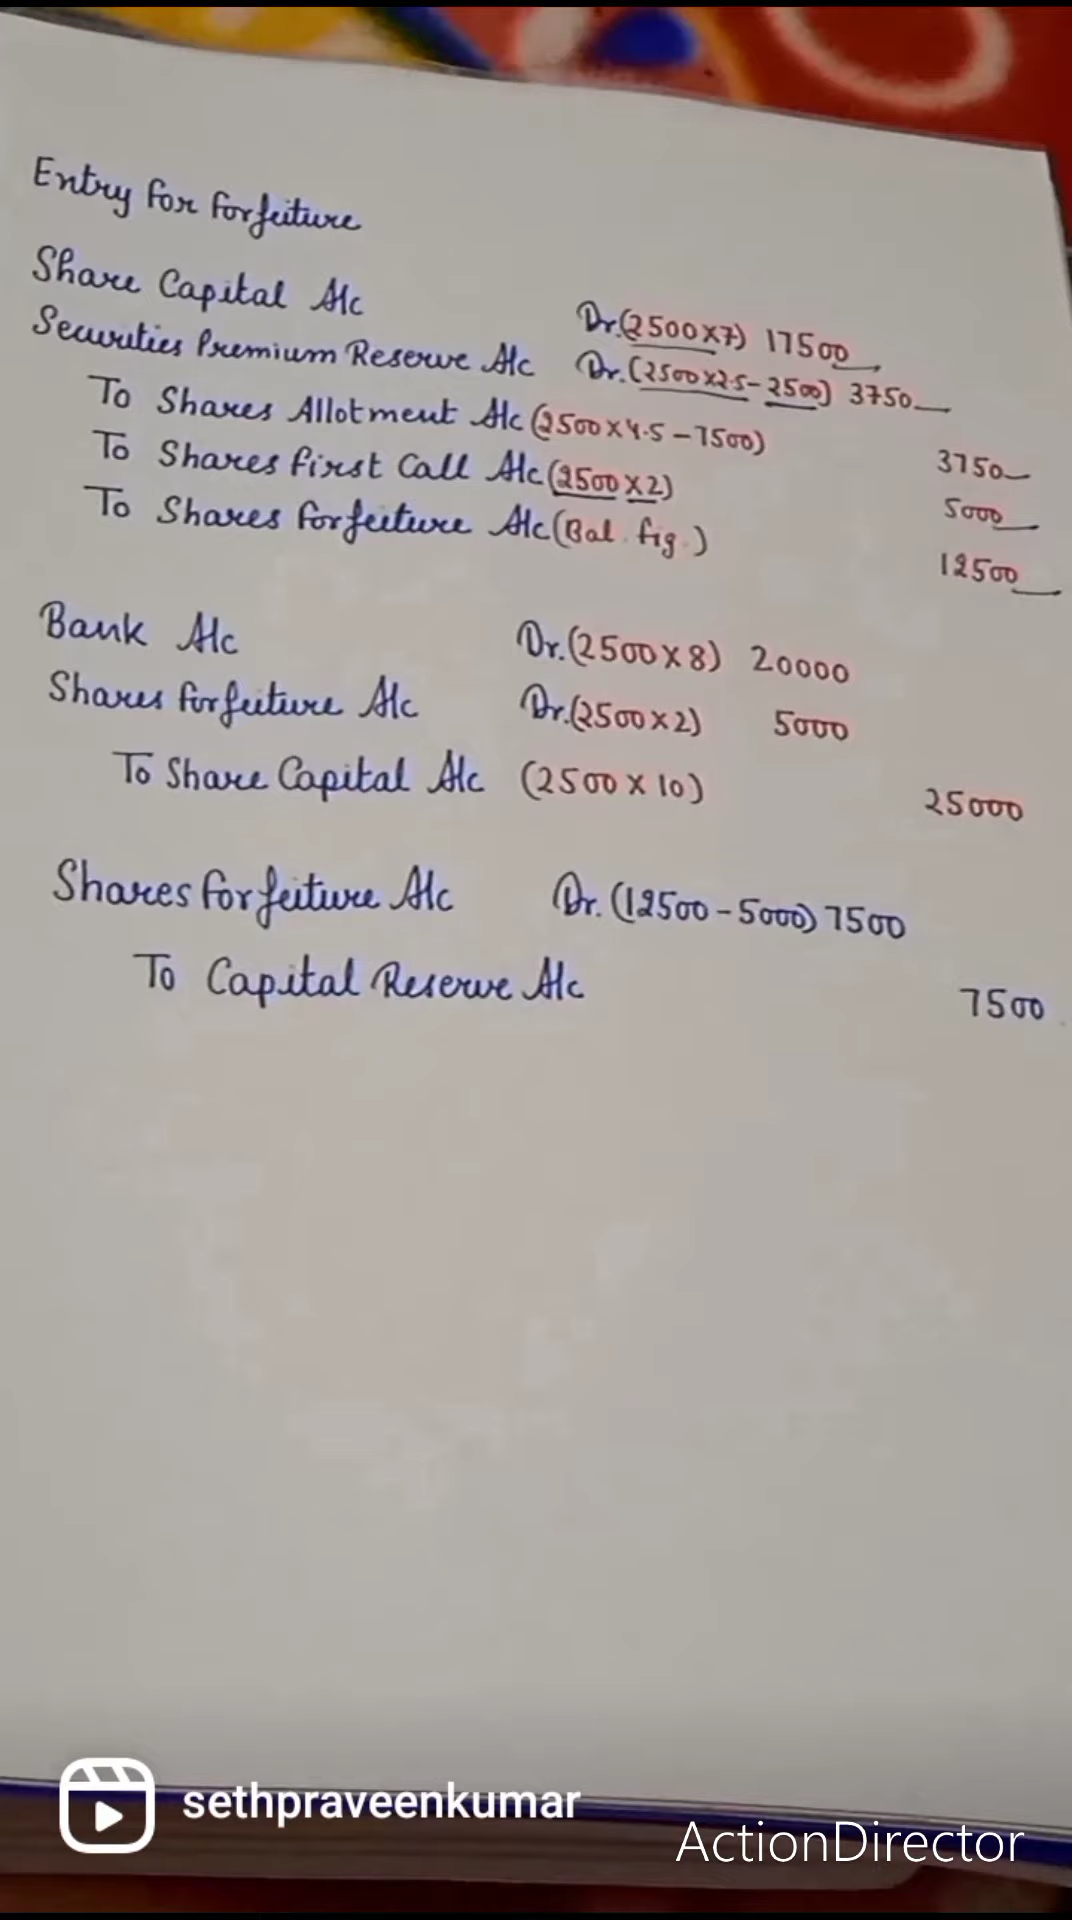 Entry for forfeiture
Share Capital A/c Dr.(2500x7) 17500
Securities Premium Reserve A/c Dr.(2500x2.5-2500) 3750
To Shares Allotment A/c (2500x4.5-7500) 3750
To Shares first Call A/c (2500x2) 5000
To Shares forfeiture A/c (Bal. fig.) 12500
Bank A/c Dr.(2500x8) 20000
Shares forfeiture A/c Dr.(2500x2) 5000
To Share Capital A/c (2500x10) 25000
Shares forfeiture A/c Dr.(12500-5000) 7500
To Capital Reserve A/c 7500
sethpraveenkumar
ActionDirector